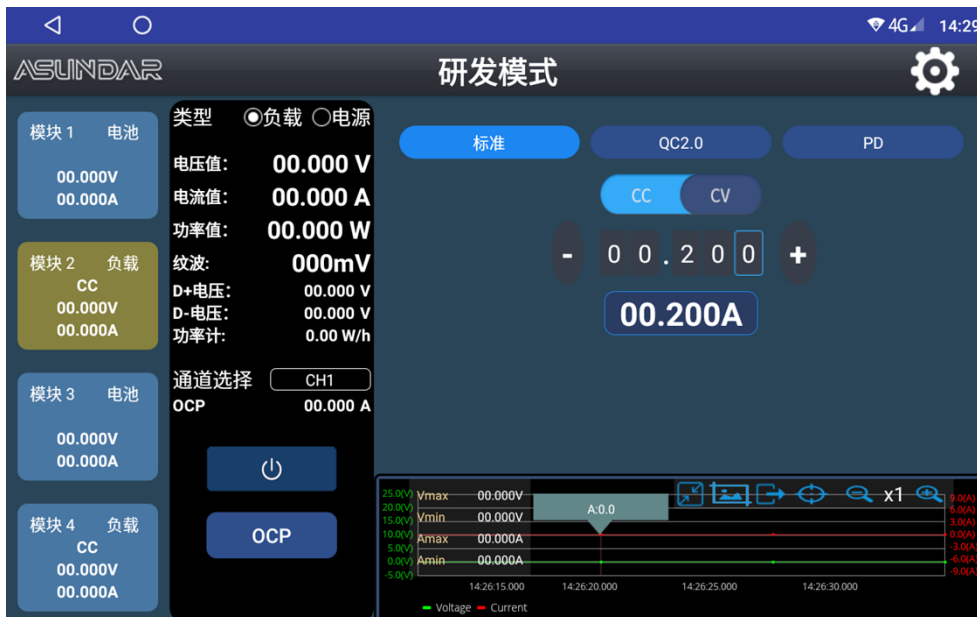 4G 14:29
ASUNDAR
研发模式
模块 1 电池
00.000V
00.000A
模块 2 负载
CC
00.000V
00.000A
模块 3 电池
00.000V
00.000A
模块 4 负载
CC
00.000V
00.000A
类型 负载 电源
电压值: 00.000 V
电流值: 00.000 A
功率值: 00.000 W
纹波: 000mV
D+电压: 00.000 V
D-电压: 00.000 V
功率计: 0.00 W/h
通道选择 CH1
OCP 00.000 A
OCP
标准 QC2.0 PD
CC CV
- 0 0 . 2 0 0 +
00.200A
x1
25.0(V)
20.0(V)
15.0(V)
10.0(V)
5.0(V)
0.0(V)
-5.0(V)
Vmax 00.000V
Vmin 00.000V
Amax 00.000A
Amin 00.000A
A:0.0
9.0(A)
6.0(A)
3.0(A)
0.0(A)
-3.0(A)
-6.0(A)
-9.0(A)
14:26:15.000 14:26:20.000 14:26:25.000 14:26:30.000
Voltage Current